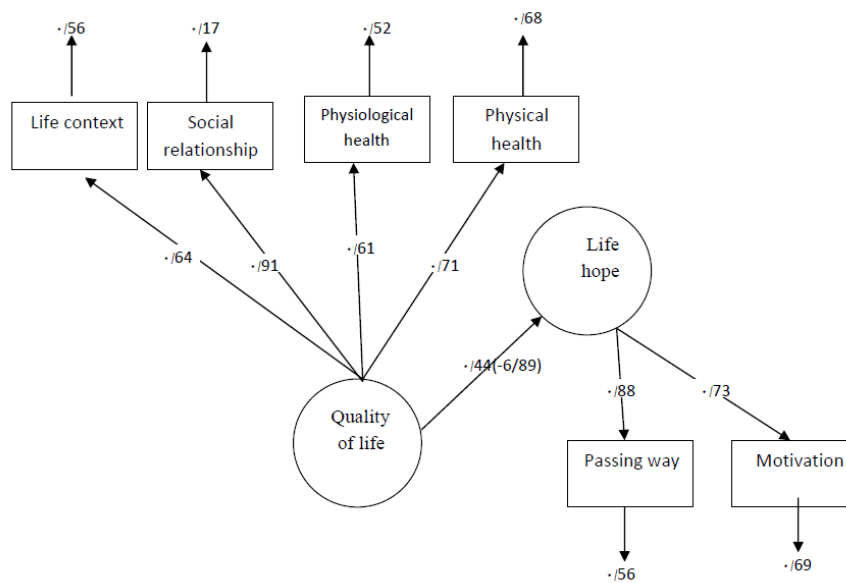 ·/56
·/17
·/52
·/68
Life context
Social
relationship
Physiological
health
Physical
health
·/64
·/91
·/61
·/71
Life
hope
·/44(-6/89)
Quality
of life
·/88
·/73
Passing way
Motivation
·/56
·/69